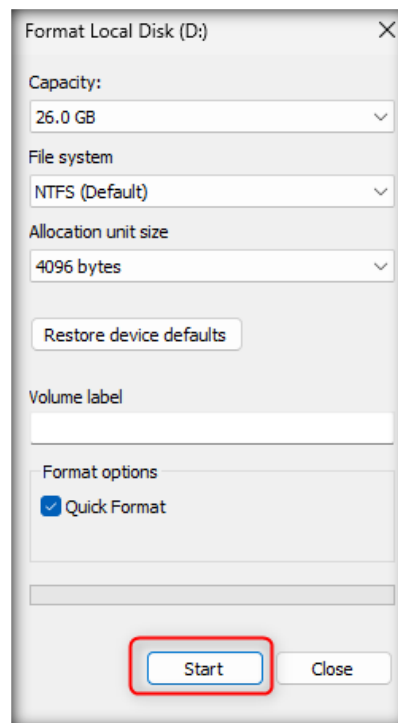 Format Local Disk (D:)
Capacity:
26.0 GB
File system
NTFS (Default)
Allocation unit size
4096 bytes
Restore device defaults
Volume label
Format options
Quick Format
Start Close